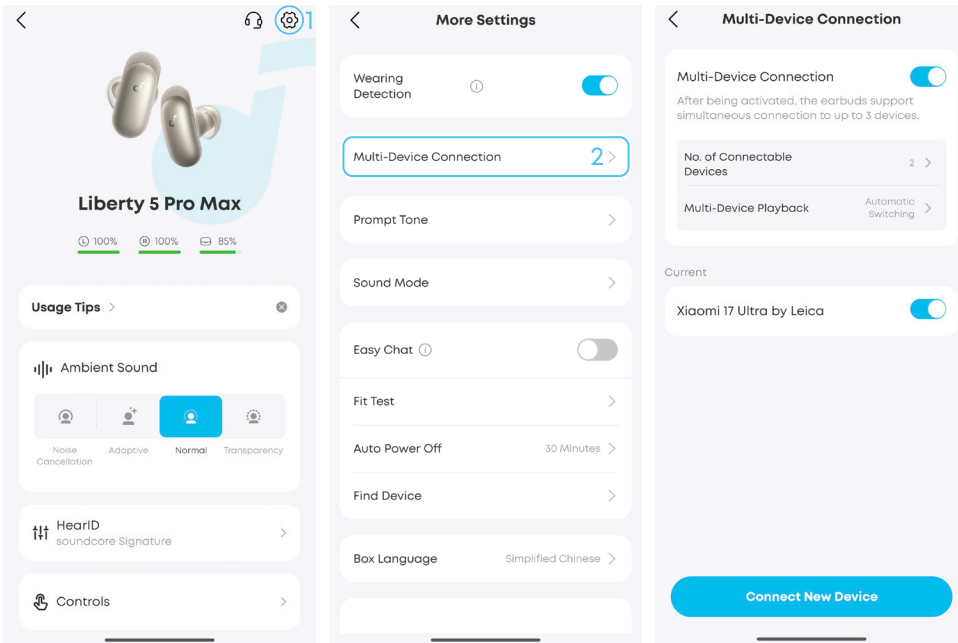 1
Liberty 5 Pro Max
L 100% R 100% 85%
Usage Tips
Ambient Sound
Noise
Cancellation
Adaptive
Normal
Transparency
HearID
soundcore Signature
Controls
More Settings
Wearing
Detection
Multi-Device Connection 2
Prompt Tone
Sound Mode
Easy Chat
Fit Test
Auto Power Off 30 Minutes
Find Device
Box Language Simplified Chinese
Multi-Device Connection
Multi-Device Connection
After being activated, the earbuds support
simultaneous connection to up to 3 devices.
No. of Connectable
Devices
2
Multi-Device Playback
Automatic
Switching
Current
Xiaomi 17 Ultra by Leica
Connect New Device